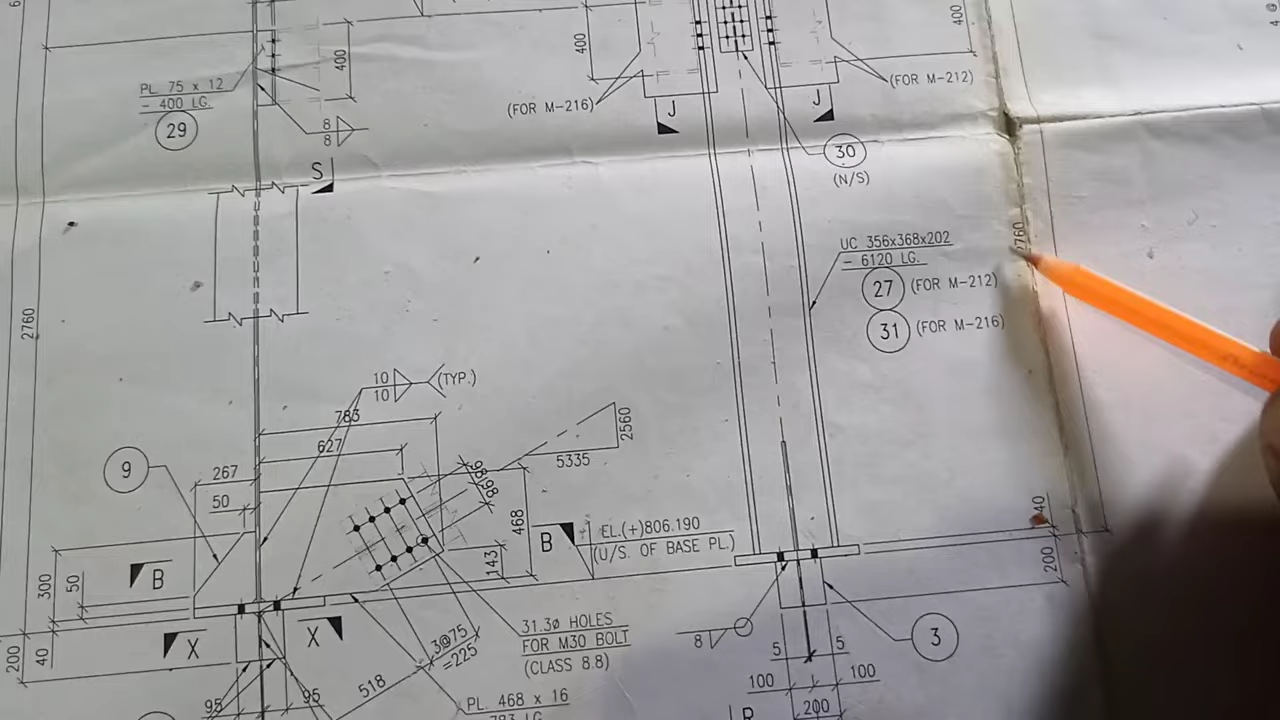 400
400
400
PL. 75 x 12
- 400 LG.
29
8
8
(FOR M-216)
J
J
(FOR M-212)
30
(N/S)
S
2760
2760
UC 356x368x202
- 6120 LG.
27 (FOR M-212)
31 (FOR M-216)
10
10
(TYP.)
783
627
267
50
9
5335
2560
468
143
B
EL.(+)806.190
(U/S. OF BASE PL.)
40
200
300
50
B
X
X
200
40
31.3ø HOLES
FOR M30 BOLT
(CLASS 8.8)
3@75
=225
518
95
95
PL. 468 x 16
8
3
5
5
100
100
200
4 @